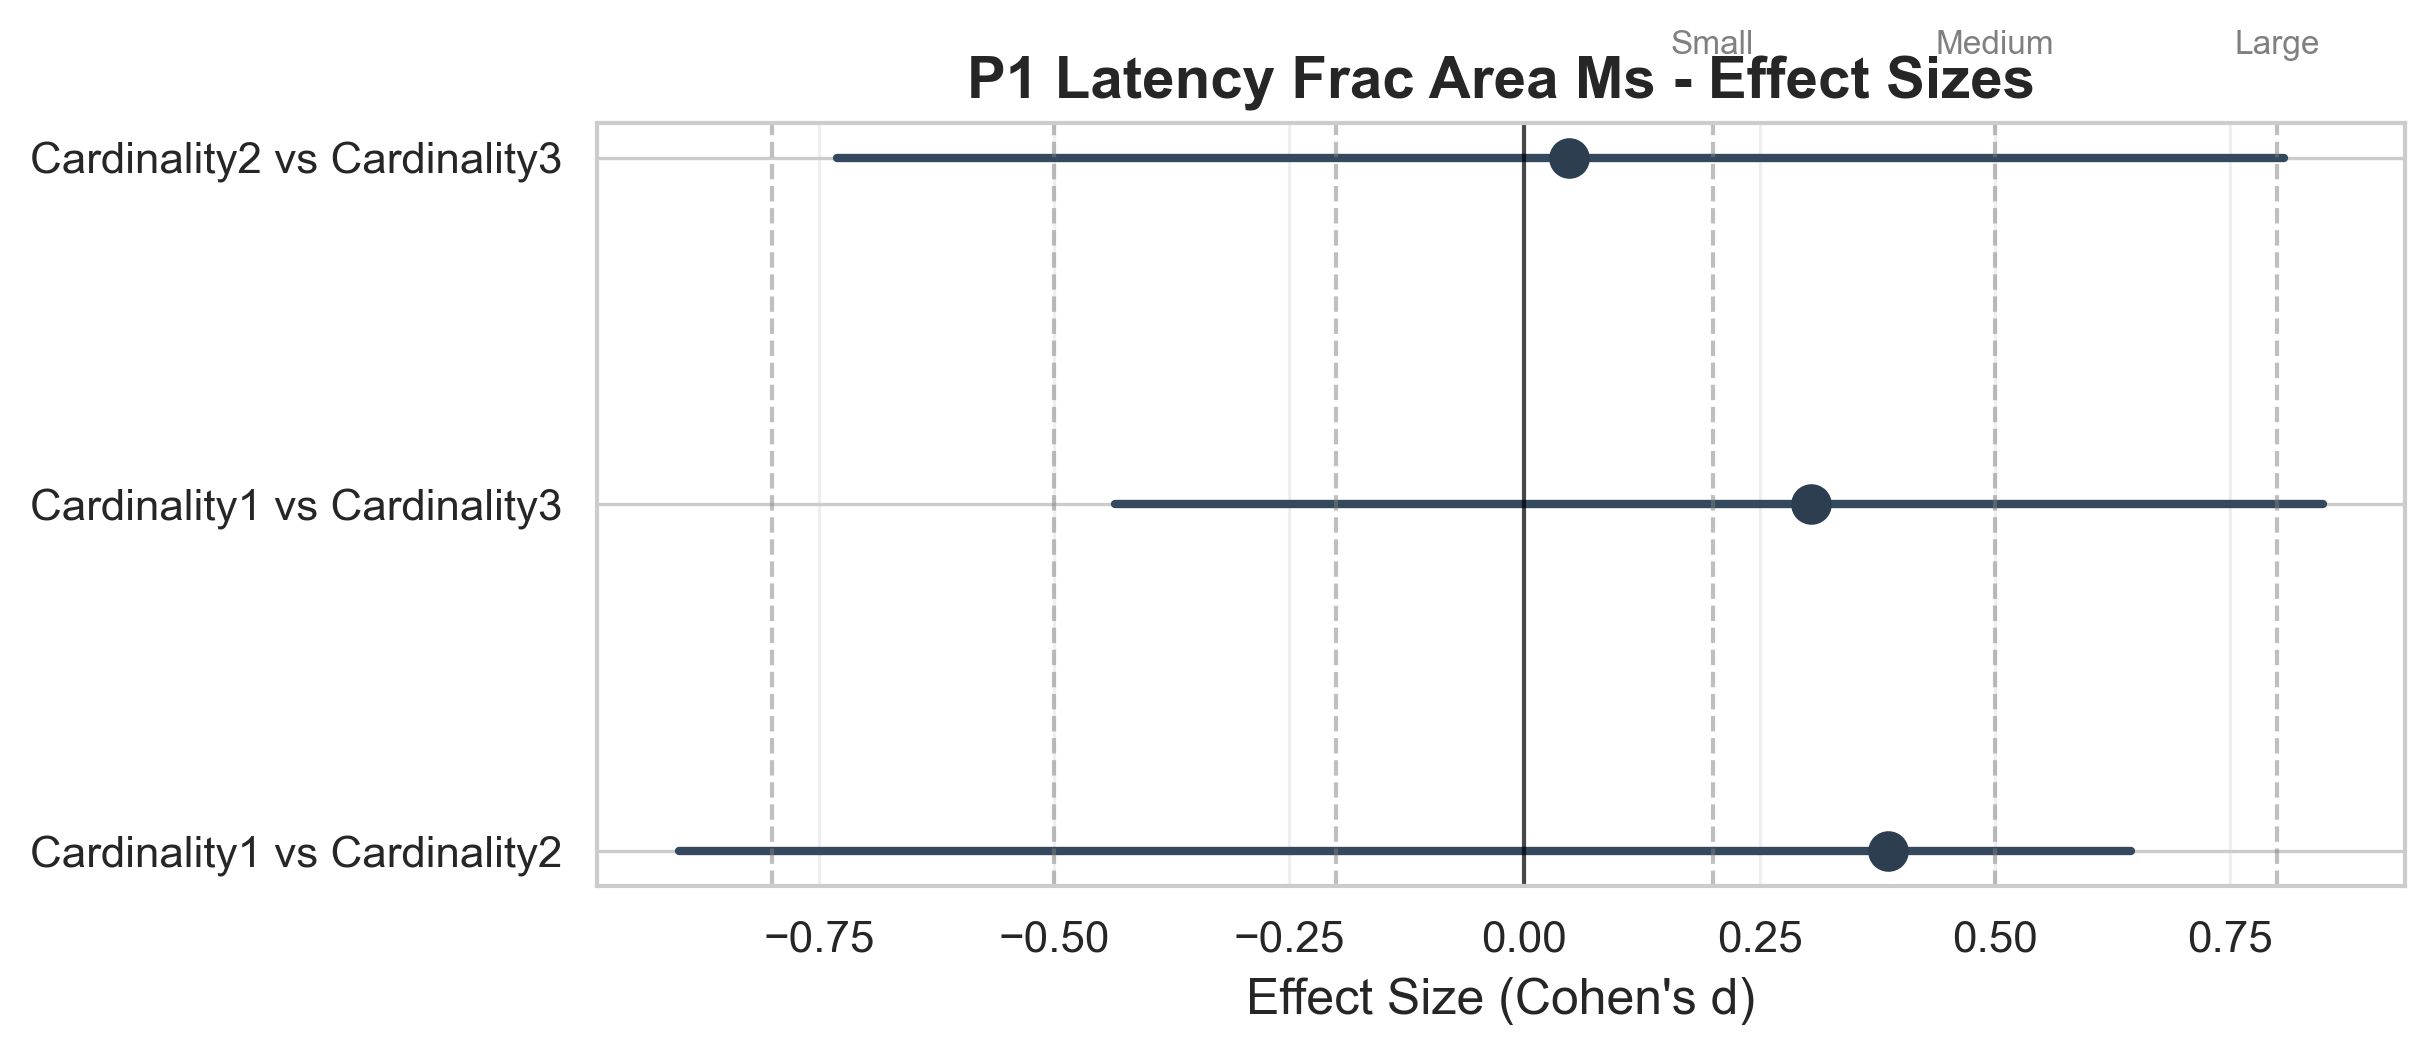 Small Medium Large
P1 Latency Frac Area Ms - Effect Sizes
Cardinality2 vs Cardinality3
Cardinality1 vs Cardinality3
Cardinality1 vs Cardinality2
−0.75 −0.50 −0.25 0.00 0.25 0.50 0.75
Effect Size (Cohen's d)